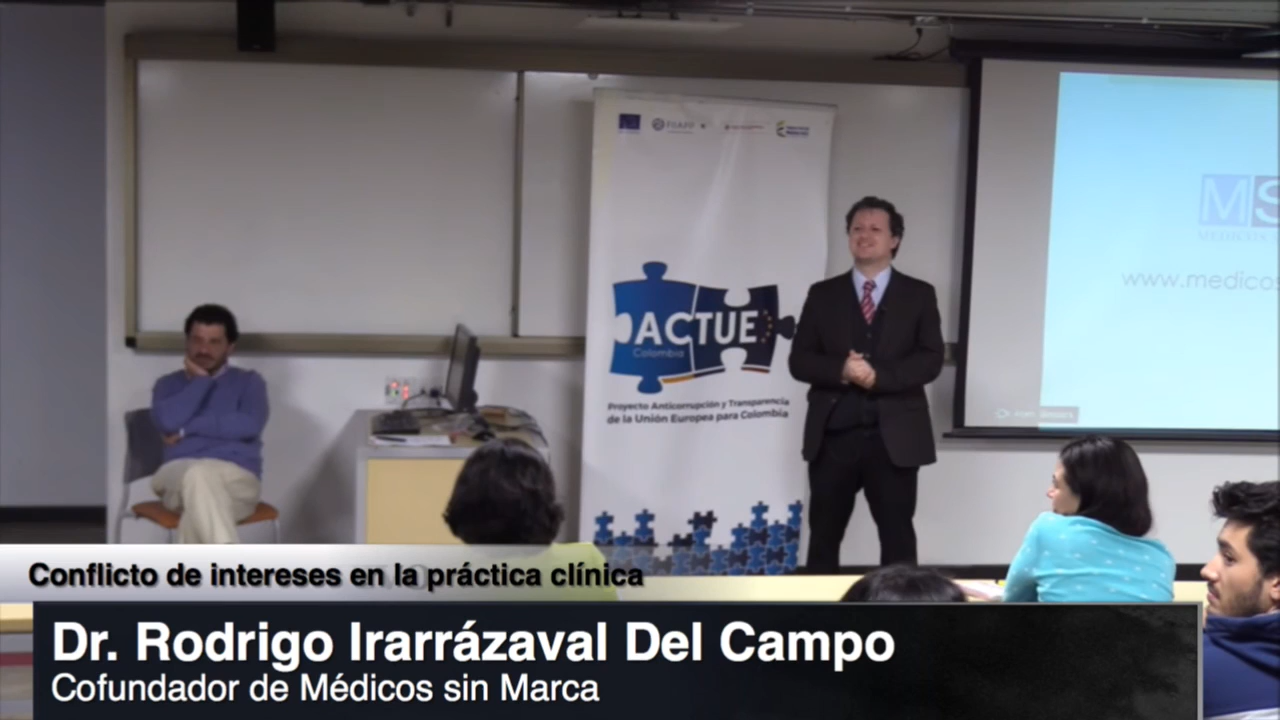 FIIAPP
MS
MEDICOS
www.medicos
ACTUE
Colombia
Proyecto Anticorrupción y Transparencia
de la Unión Europea para Colombia
Conflicto de intereses en la práctica clínica
Dr. Rodrigo Irarrázaval Del Campo
Cofundador de Médicos sin Marca